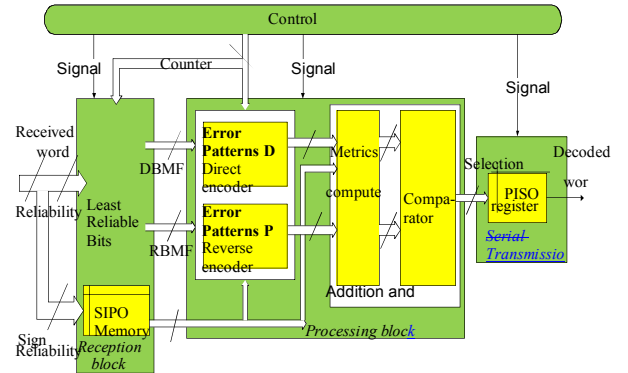 Control
Signal
Counter
Signal
Signal
Received
word
Reliability
Least
Reliable
Bits
DBMF
RBMF
Error
Patterns D
Direct
encoder
Error
Patterns P
Reverse
encoder
Metrics
compute
Compa-
rator
Addition and
Selection
PISO
register
Serial
Transmissio
Decoded
wor
SIPO
Memory
Sign
Reliability
Reception
block
Processing block